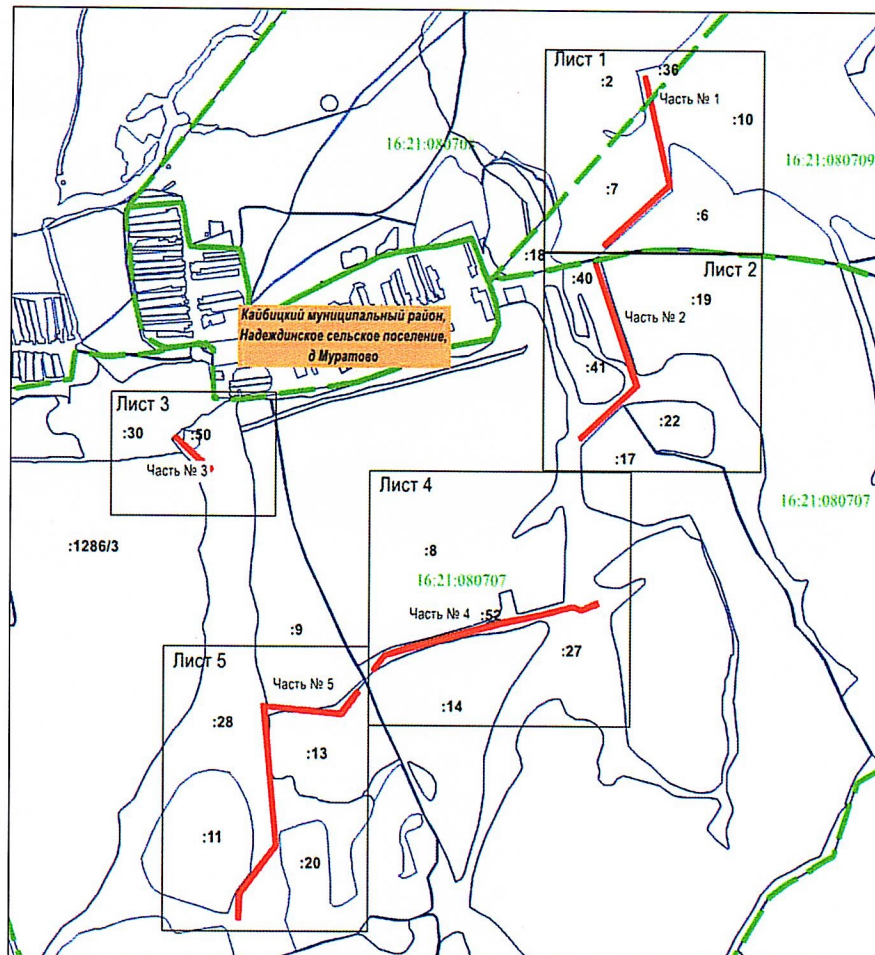 Лист 1
:36
:2
Часть № 1
:10
16:21:080709
:7
:6
:18
Лист 2
:40
:19
Часть № 2
Кайбицкий муниципальный район,
Надеждинское сельское поселение,
д Муратово
:41
Лист 3
:22
:30
:50
:17
Часть № 3
Лист 4
16:21:080707
:1286/3
:8
16:21:080707
Часть № 4
:52
:9
:27
Лист 5
Часть № 5
:28
:14
:13
:11
:20